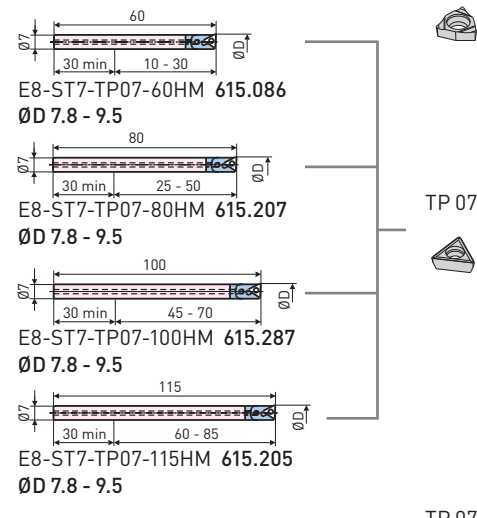 60
Ø7
ØD
30 min 10 - 30
E8-ST7-TP07-60HM 615.086
ØD 7.8 - 9.5
80
Ø7
ØD
30 min 25 - 50
E8-ST7-TP07-80HM 615.207
ØD 7.8 - 9.5
TP 07
100
Ø7
ØD
30 min 45 - 70
E8-ST7-TP07-100HM 615.287
ØD 7.8 - 9.5
115
Ø7
ØD
30 min 60 - 85
E8-ST7-TP07-115HM 615.205
ØD 7.8 - 9.5
TP 07